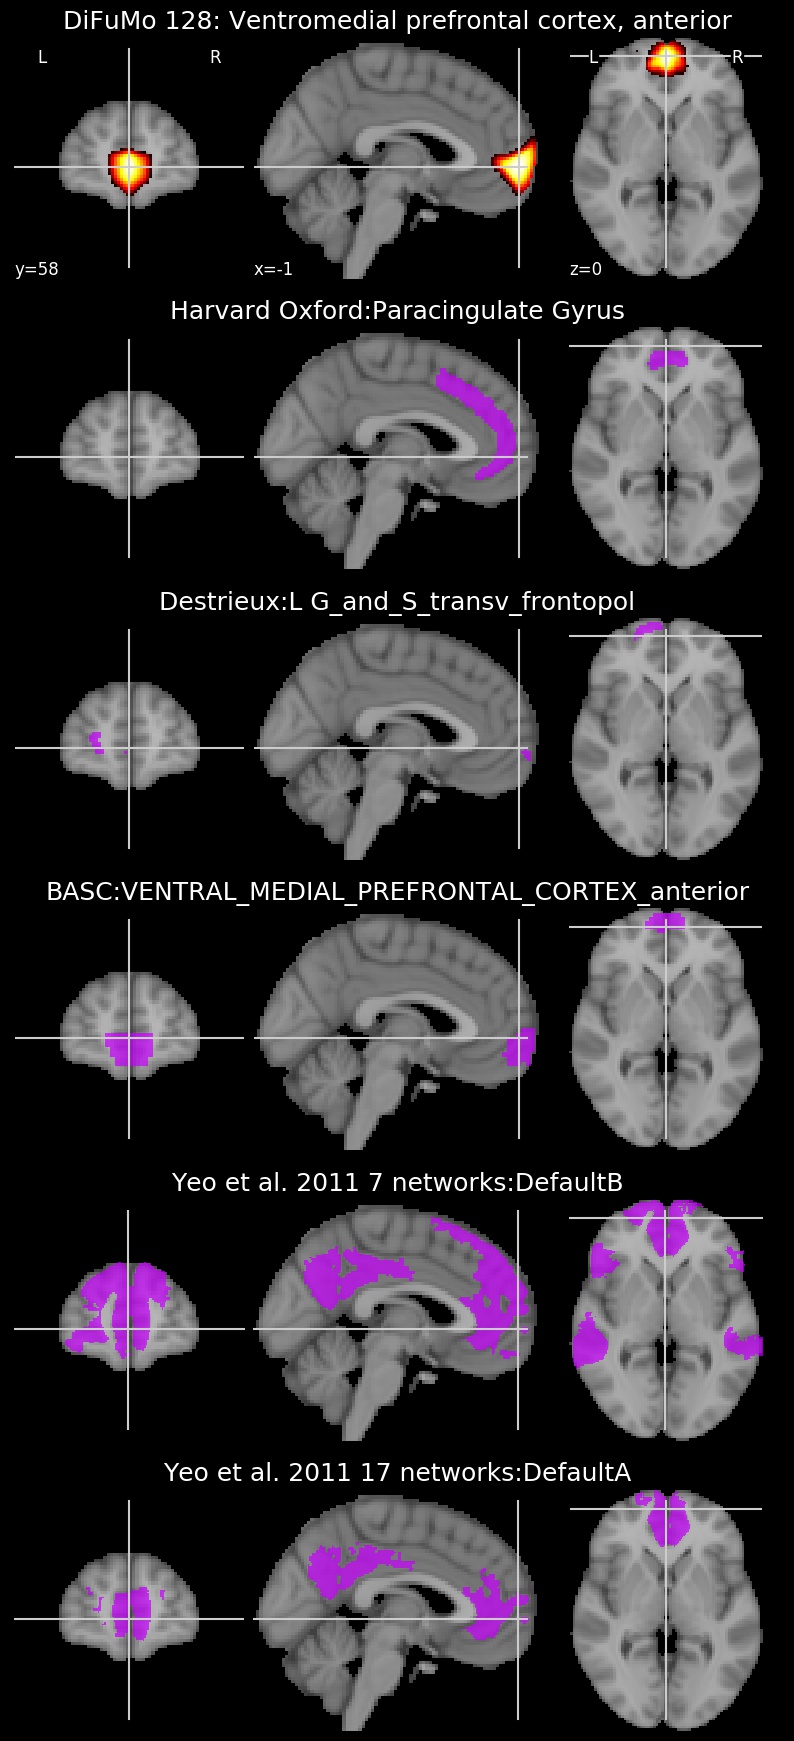 DiFuMo 128: Ventromedial prefrontal cortex, anterior
L R L R
y=58 x=-1 z=0
Harvard Oxford:Paracingulate Gyrus
Destrieux:L G_and_S_transv_frontopol
BASC:VENTRAL_MEDIAL_PREFRONTAL_CORTEX_anterior
Yeo et al. 2011 7 networks:DefaultB
Yeo et al. 2011 17 networks:DefaultA